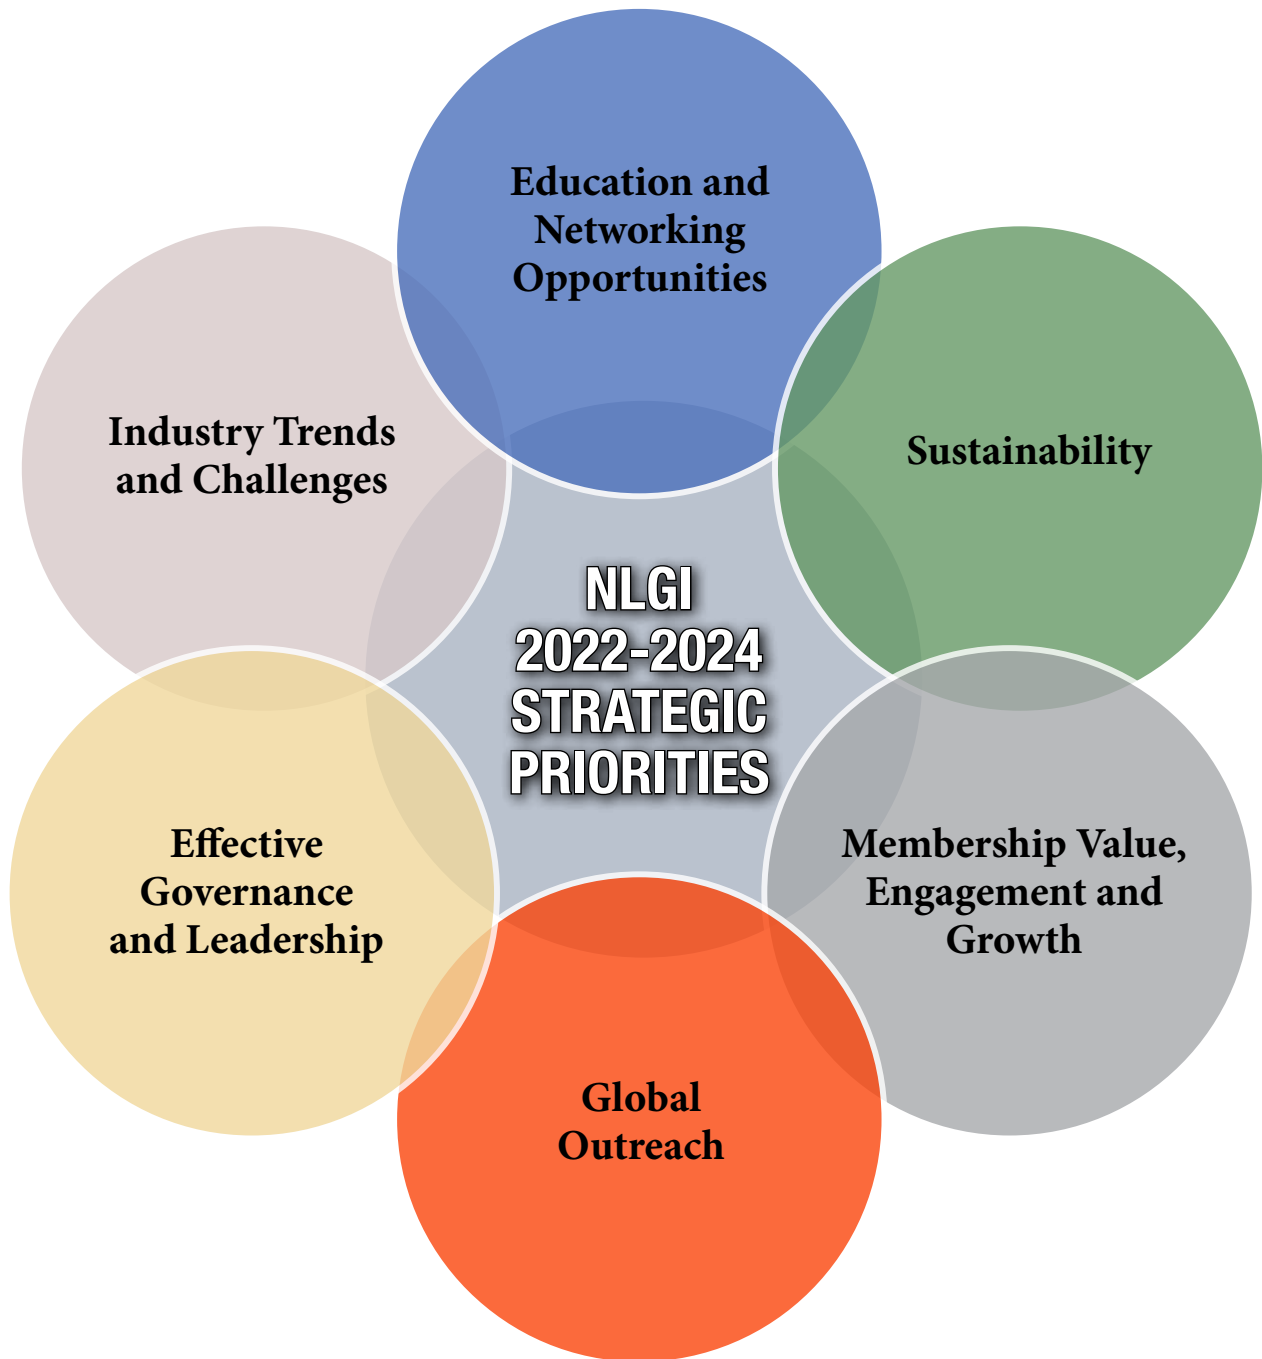 Education and
Networking
Opportunities
Industry Trends
and Challenges
Sustainability
NLGI
2022-2024
STRATEGIC
PRIORITIES
Effective
Governance
and Leadership
Membership Value,
Engagement and
Growth
Global
Outreach